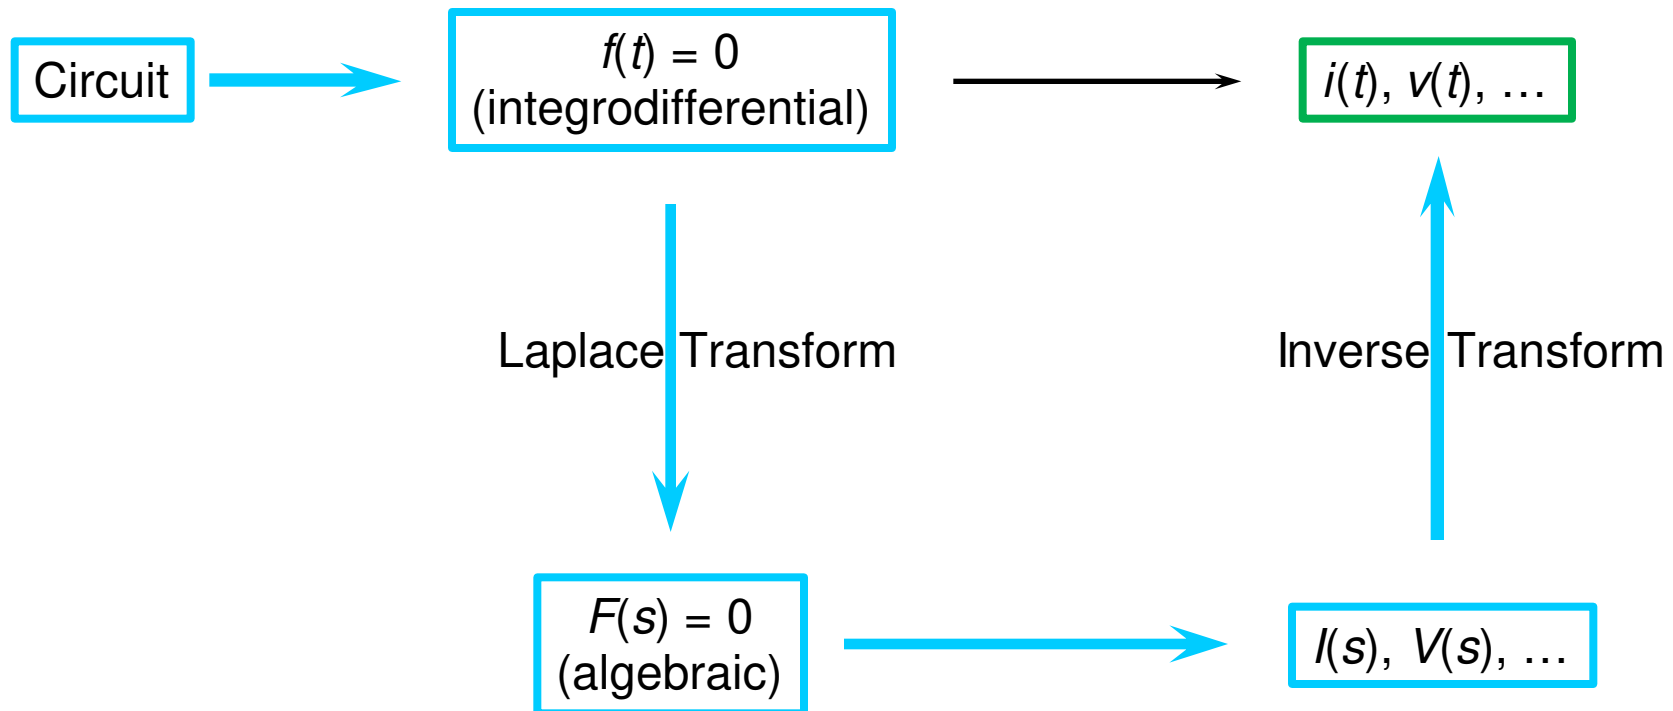 Circuit
f(t) = 0
(integrodifferential)
i(t), v(t), …
Laplace Transform
Inverse Transform
F(s) = 0
(algebraic)
I(s), V(s), …